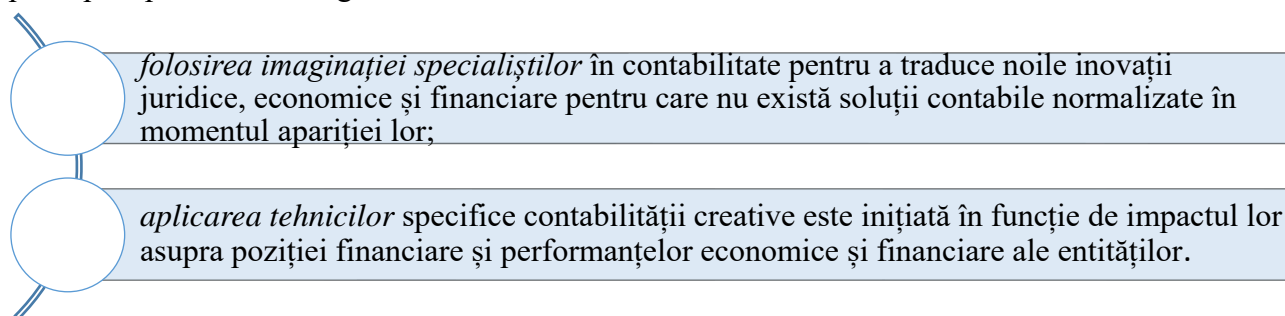 folosirea imaginației specialiștilor în contabilitate pentru a traduce noile inovații
juridice, economice și financiare pentru care nu există soluții contabile normalizate în
momentul apariției lor;
aplicarea tehnicilor specifice contabilității creative este inițiată în funcție de impactul lor
asupra poziției financiare și performanțelor economice și financiare ale entităților.